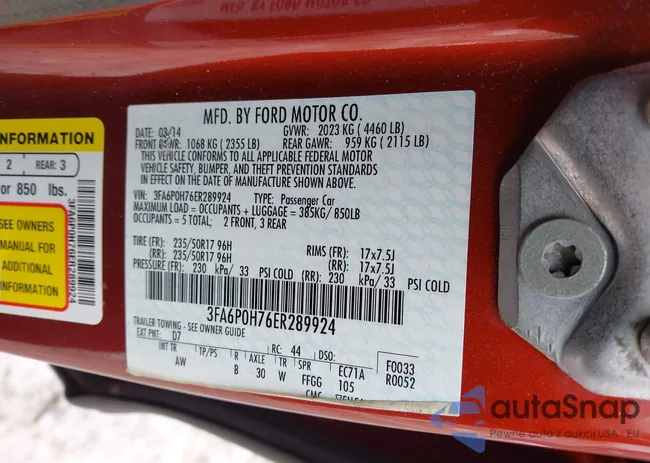 MFD. BY FORD MOTOR CO.
DATE: 03/14 GVWR: 2023 KG ( 4460 LB)
FRONT GAWR: 1068 KG ( 2355 LB) REAR GAWR: 959 KG ( 2115 LB)
THIS VEHICLE CONFORMS TO ALL APPLICABLE FEDERAL MOTOR
VEHICLE SAFETY, BUMPER, AND THEFT PREVENTION STANDARDS
IN EFFECT ON THE DATE OF MANUFACTURE SHOWN ABOVE.
VIN: 3FA6P0H76ER289924 TYPE: Passenger Car
MAXIMUM LOAD = OCCUPANTS + LUGGAGE = 385KG/ 850LB
OCCUPANTS = 5 TOTAL; 2 FRONT, 3 REAR
TIRE (FR): 235/50R17 96H RIMS (FR): 17x7.5J
(RR): 235/50R17 96H (RR): 17x7.5J
PRESSURE (FR): 230 kPa/ 33 PSI COLD (RR): 230 kPa/ 33 PSI COLD
3FA6P0H76ER289924
TRAILER TOWING - SEE OWNER GUIDE
EXT PNT: D7 RC: 44 DSO: F0033
INT TR TP/PS R AXLE TR SPR EC71A R0052
AW B 30 W FFGG 105
INFORMATION
2 REAR: 3
or 850 lbs.
SEE OWNERS
MANUAL FOR
ADDITIONAL
INFORMATION
3FA6P0H76ER289924
autaSnap
Pewne auta z aukcji USA i EU